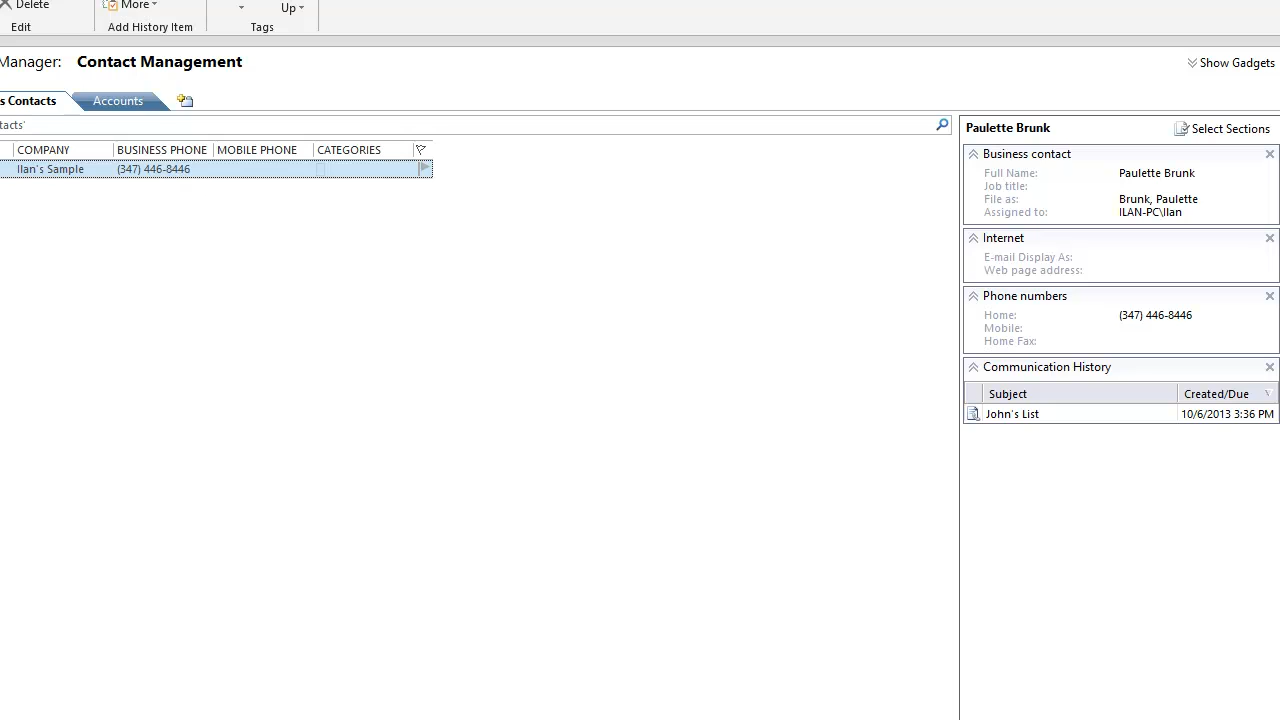 Delete
More
Up
Edit
Add History Item
Tags
Manager: Contact Management
Show Gadgets
s Contacts
Accounts
tacts'
COMPANY BUSINESS PHONE MOBILE PHONE CATEGORIES
Ilan's Sample (347) 446-8446
Paulette Brunk
Select Sections
Business contact
Full Name: Paulette Brunk
Job title:
File as: Brunk, Paulette
Assigned to: ILAN-PC\Ilan
Internet
E-mail Display As:
Web page address:
Phone numbers
Home: (347) 446-8446
Mobile:
Home Fax:
Communication History
Subject Created/Due
John's List 10/6/2013 3:36 PM